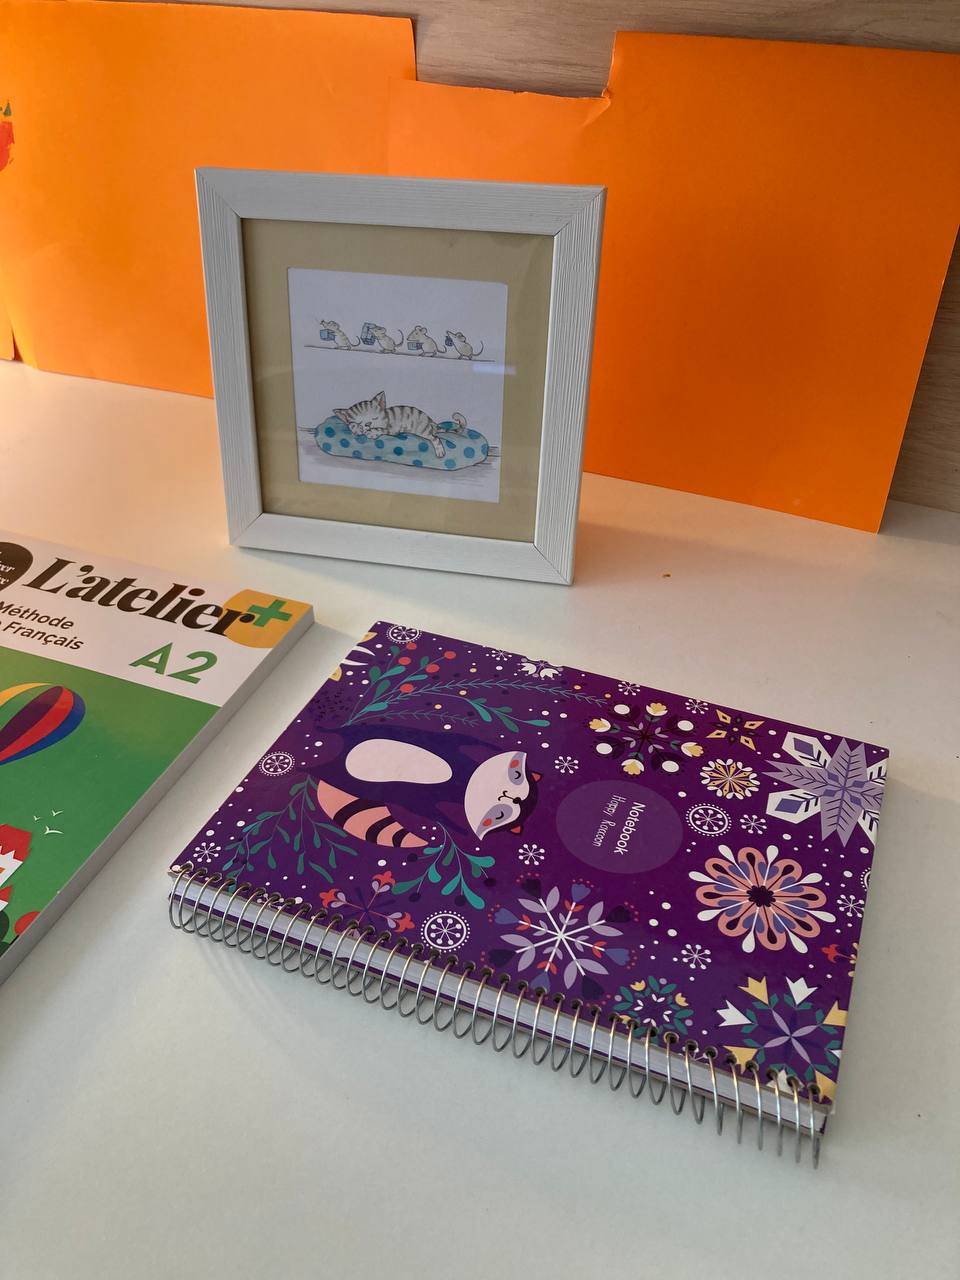 L'atelier+
Méthode
Français
A2
Notebook
Happy Raccoon